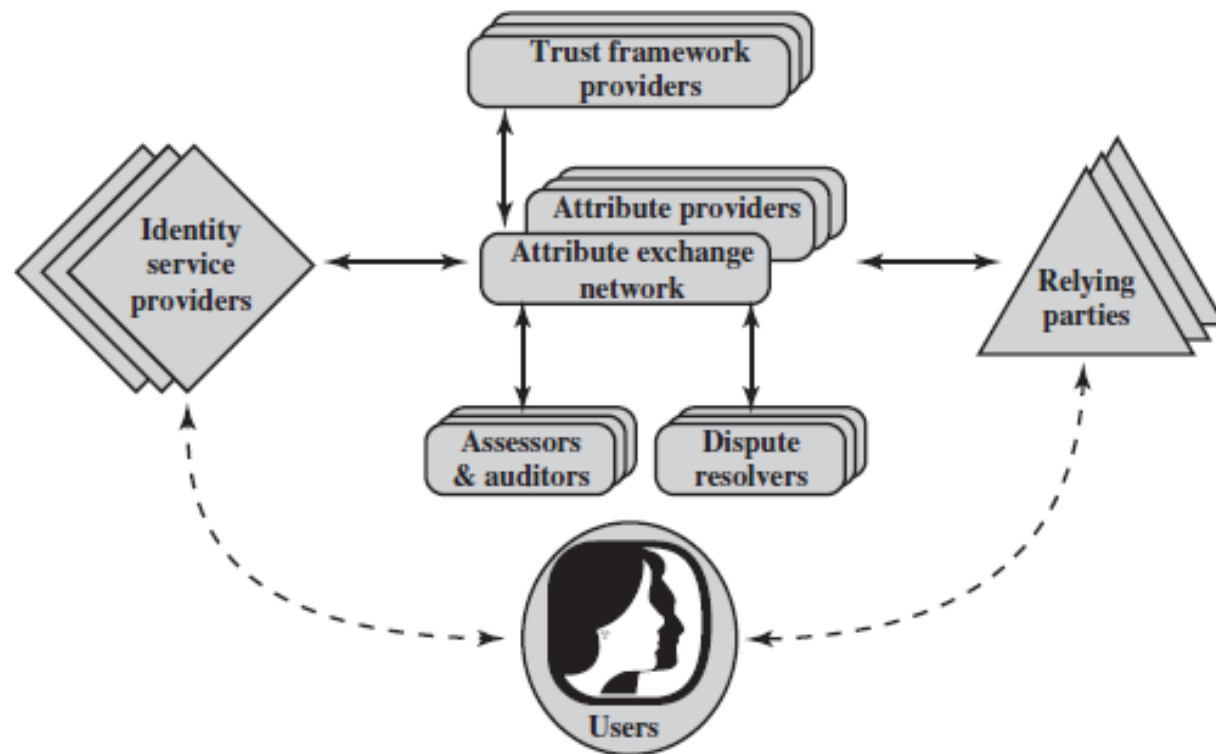 Trust framework
providers
Attribute providers
Identity
service
providers
Attribute exchange
network
Relying
parties
Assessors
& auditors
Dispute
resolvers
Users